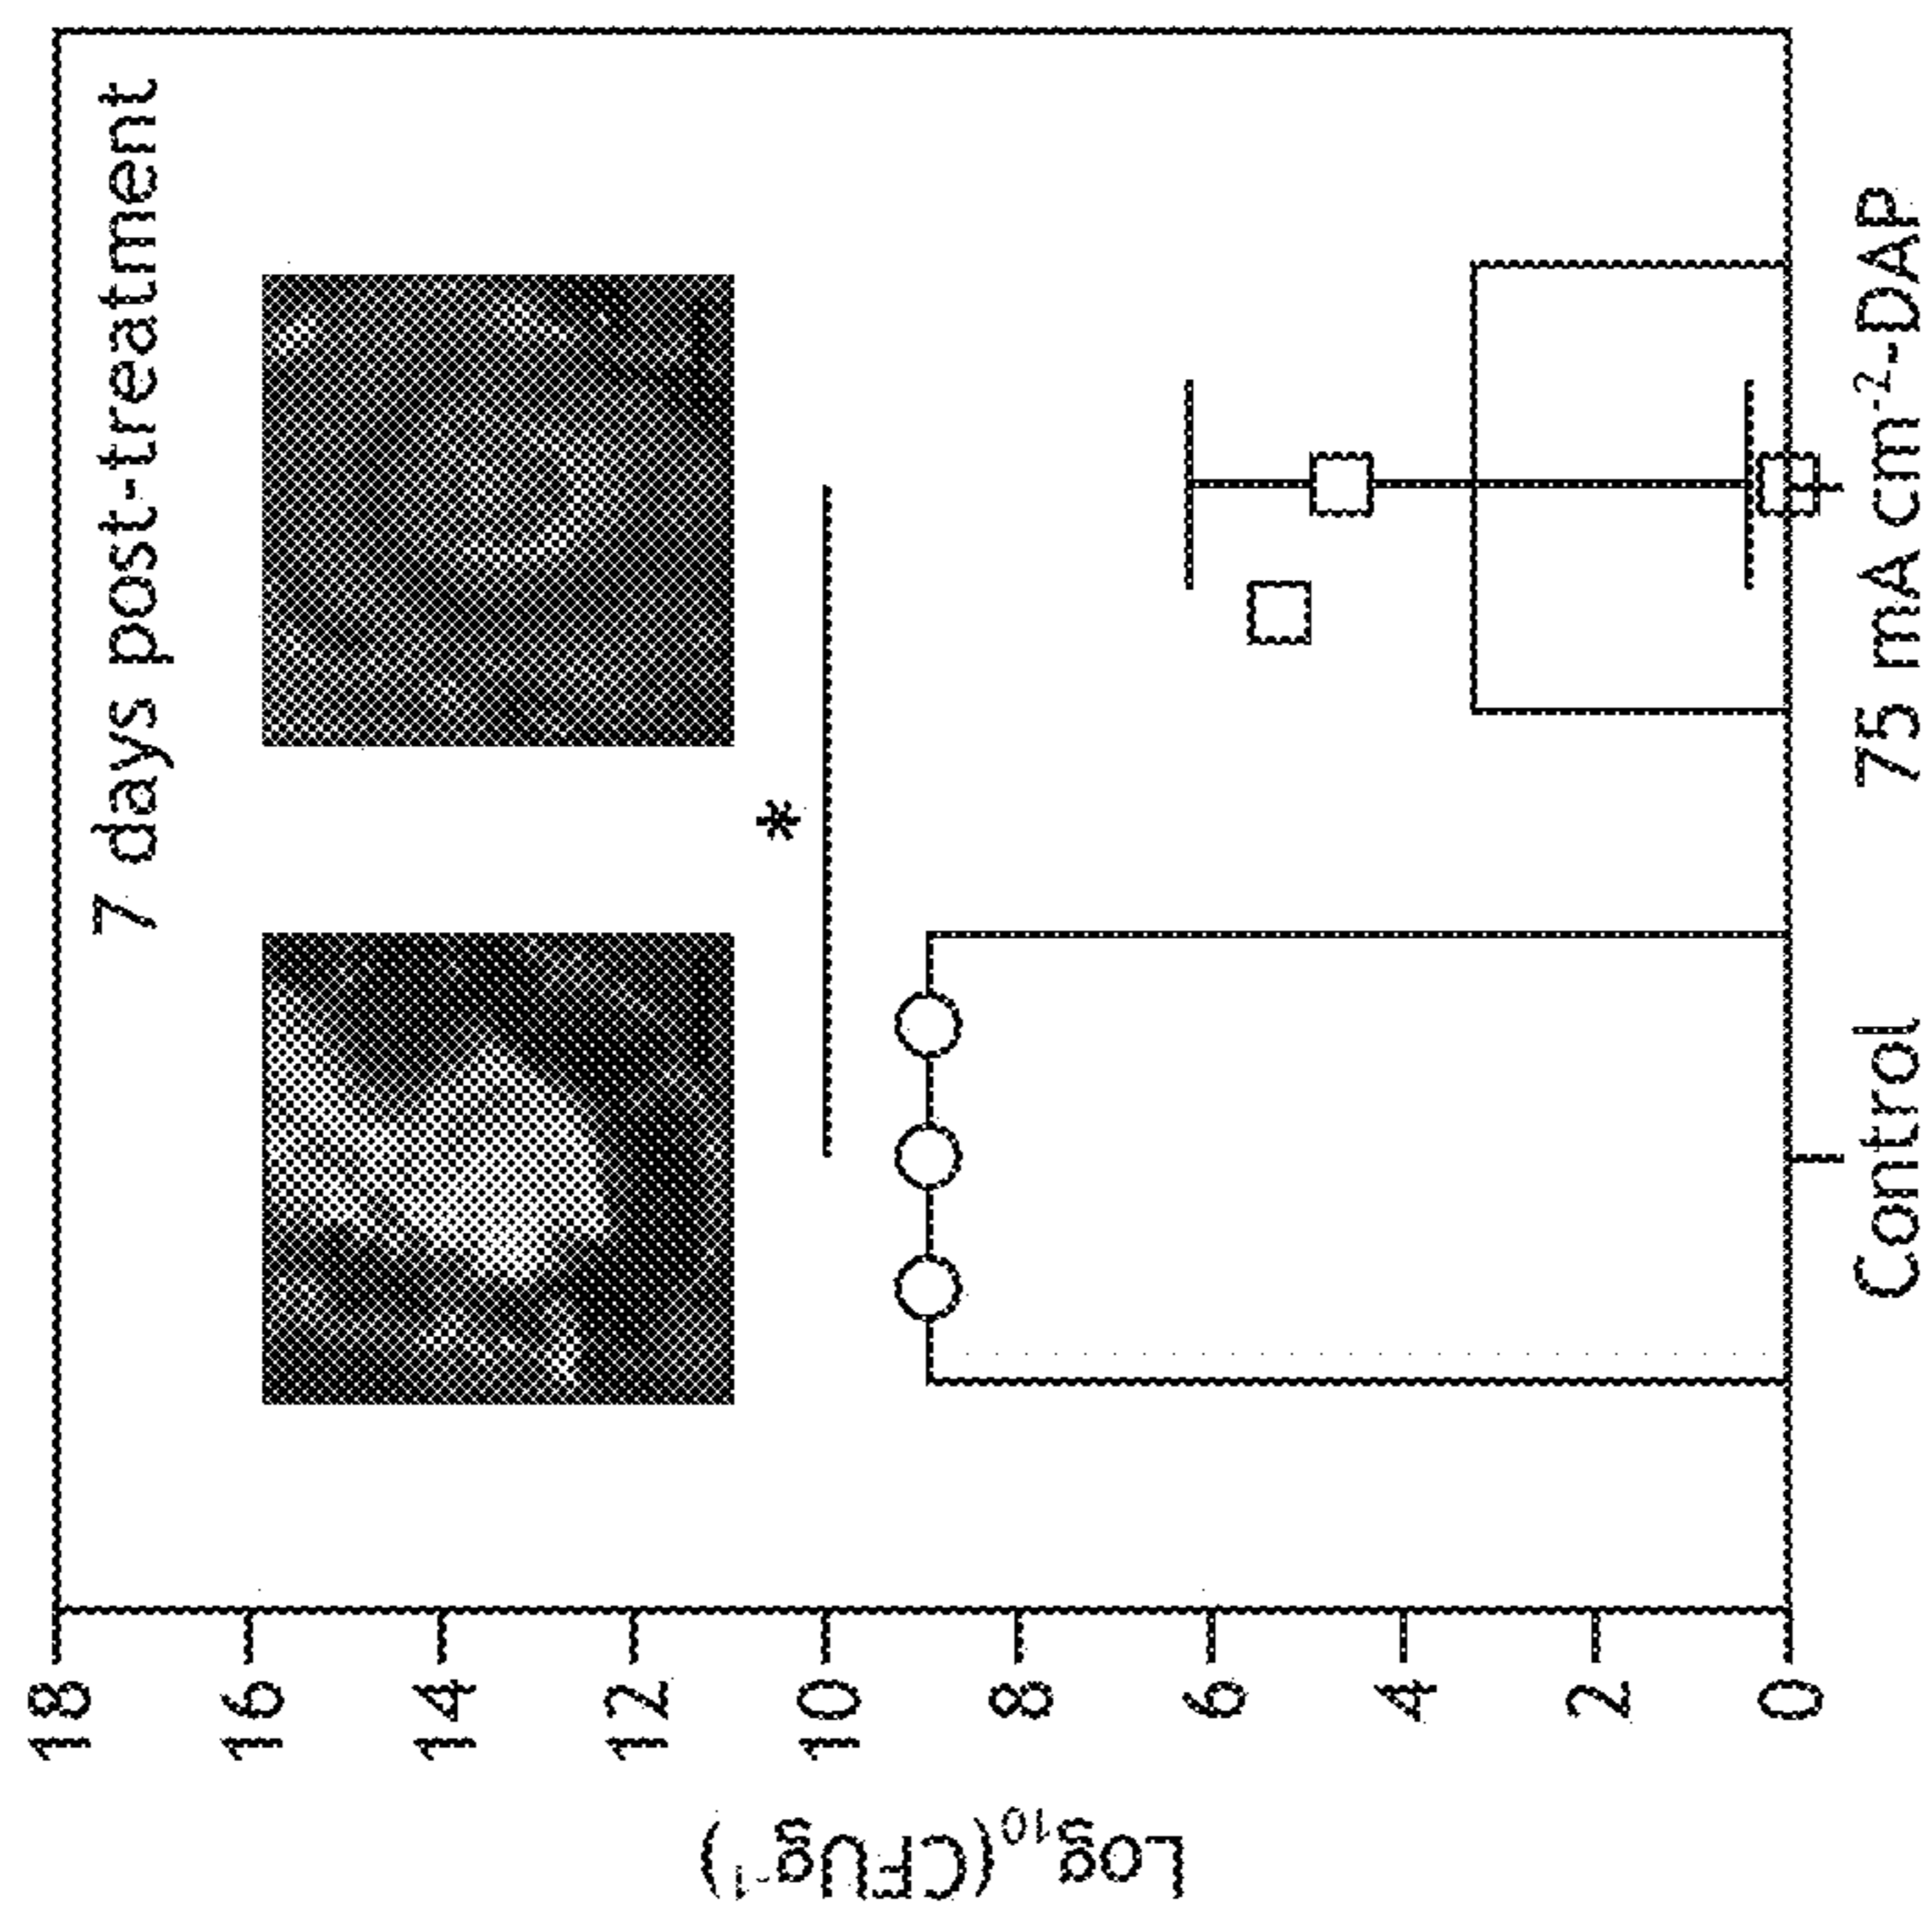 7 days post-treatment
18
16
14
12
10
8
6
4
2
0
Log₁₀(CFUg⁻¹)
*
Control
75 mA cm⁻²-DAP